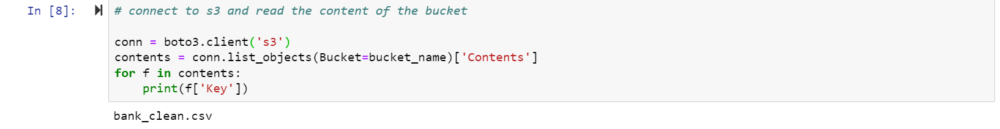 In [8]:
# connect to s3 and read the content of the bucket
conn = boto3.client('s3')
contents = conn.list_objects(Bucket=bucket_name)['Contents']
for f in contents:
    print(f['Key'])
bank_clean.csv